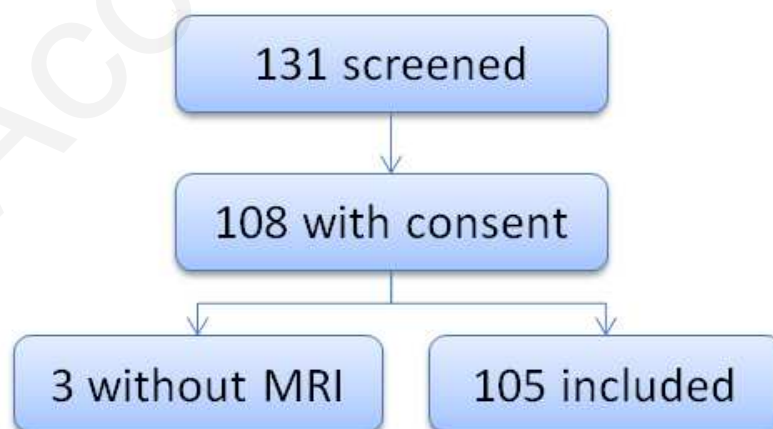 131 screened
108 with consent
3 without MRI
105 included